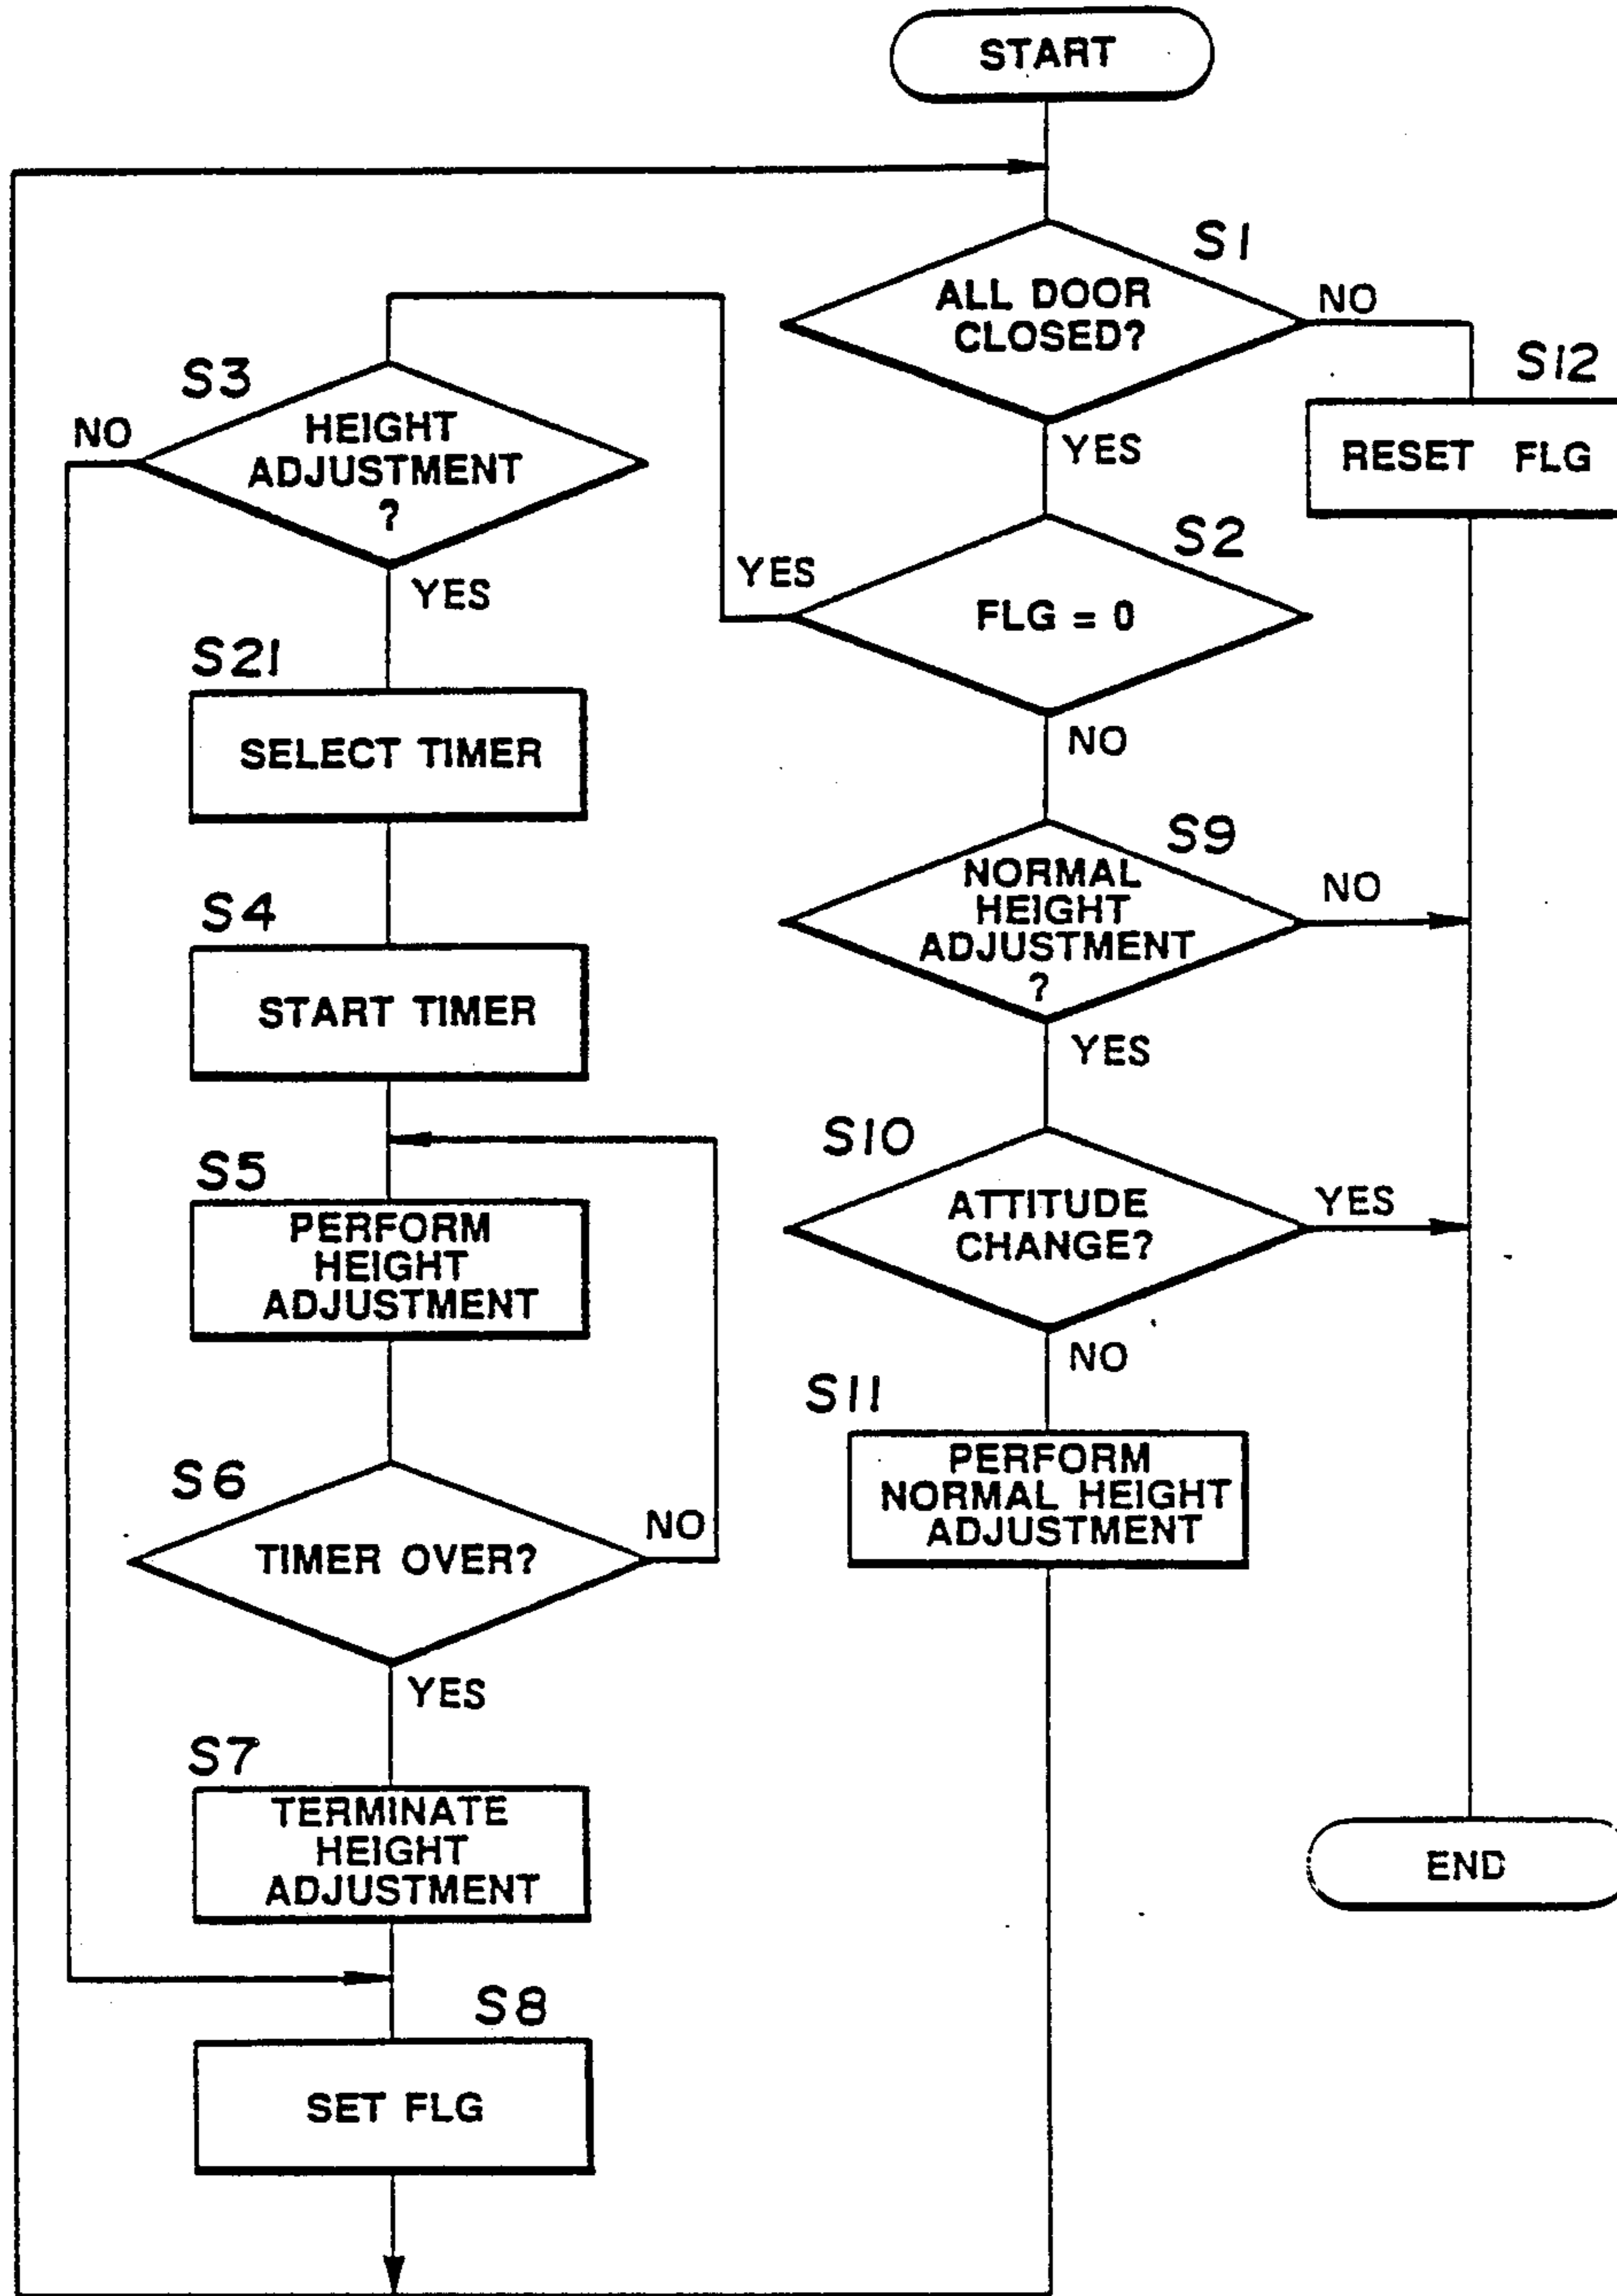 START
S1
ALL DOOR
CLOSED?
NO
YES
S12
RESET FLG
S2
FLG = 0
YES
NO
S3
HEIGHT
ADJUSTMENT
?
NO
YES
S21
SELECT TIMER
S4
START TIMER
S5
PERFORM
HEIGHT
ADJUSTMENT
S6
TIMER OVER?
NO
YES
S7
TERMINATE
HEIGHT
ADJUSTMENT
S8
SET FLG
S9
NORMAL
HEIGHT
ADJUSTMENT
?
NO
YES
S10
ATTITUDE
CHANGE?
YES
NO
S11
PERFORM
NORMAL HEIGHT
ADJUSTMENT
END